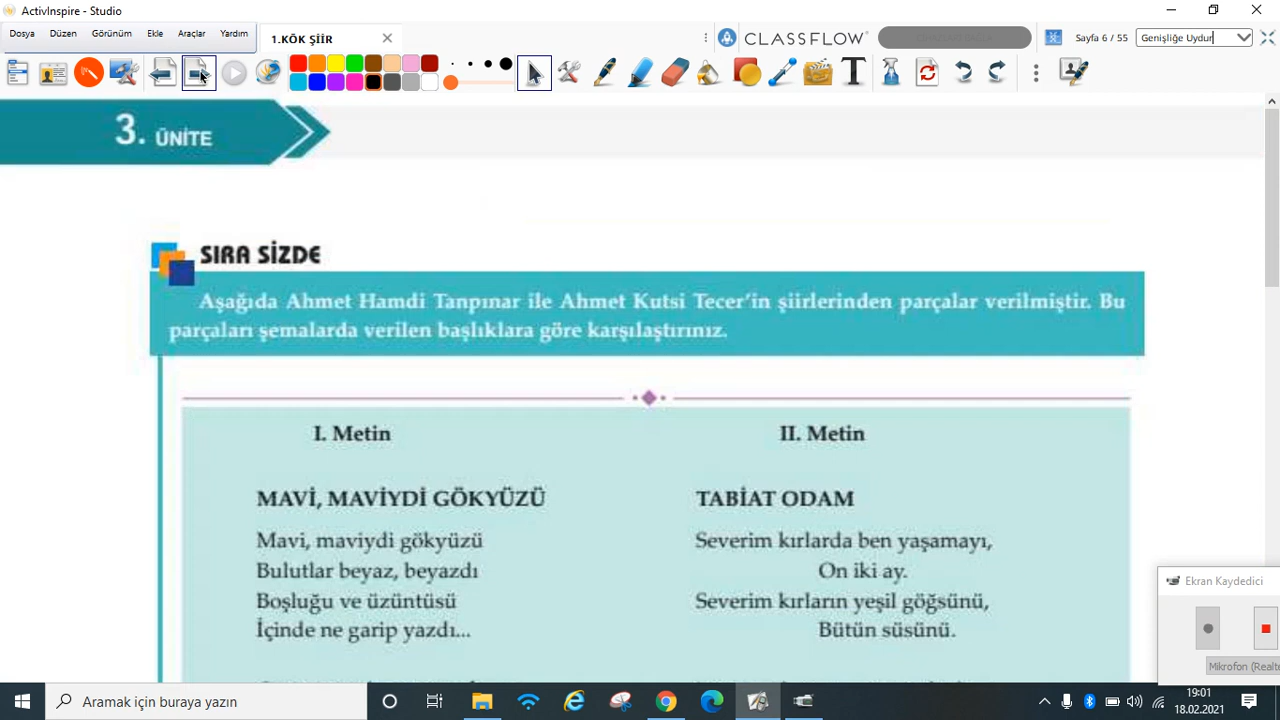 ActivInspire - Studio
Dosya Düzen Görünüm Ekle Araçlar Yardım
1.KÖK ŞİİR
CLASSFLOW
Sayfa 6 / 55
Genişliğe Uydur
3. ÜNİTE
SIRA SİZDE
Aşağıda Ahmet Hamdi Tanpınar ile Ahmet Kutsi Tecer'in şiirlerinden parçalar verilmiştir. Bu
parçaları şemalarda verilen başlıklara göre karşılaştırınız.
I. Metin
MAVİ, MAVİYDİ GÖKYÜZÜ
Mavi, maviydi gökyüzü
Bulutlar beyaz, beyazdı
Boşluğu ve üzüntüsü
İçinde ne garip yazdı...
II. Metin
TABİAT ODAM
Severim kırlarda ben yaşamayı,
On iki ay.
Severim kırların yeşil göğsünü,
Bütün süsünü.
Ekran Kaydedici
Mikrofon (Realte
Aramak için buraya yazın
19:01
18.02.2021